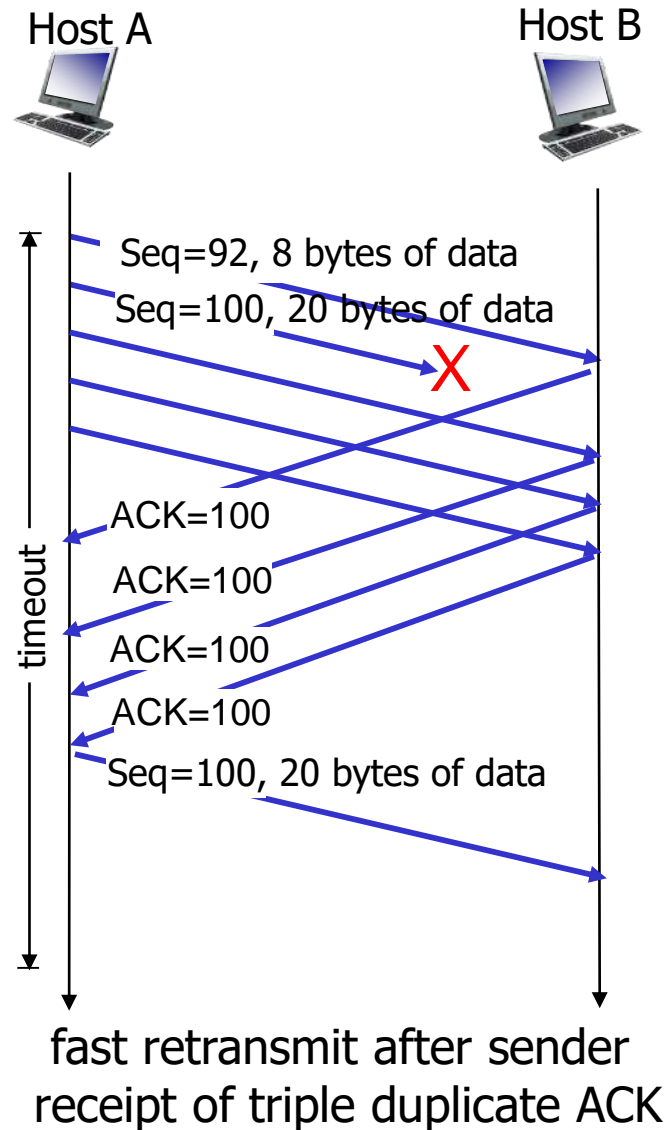 Host A
Host B
Seq=92, 8 bytes of data
Seq=100, 20 bytes of data
X
ACK=100
timeout
ACK=100
ACK=100
ACK=100
Seq=100, 20 bytes of data
fast retransmit after sender
receipt of triple duplicate ACK